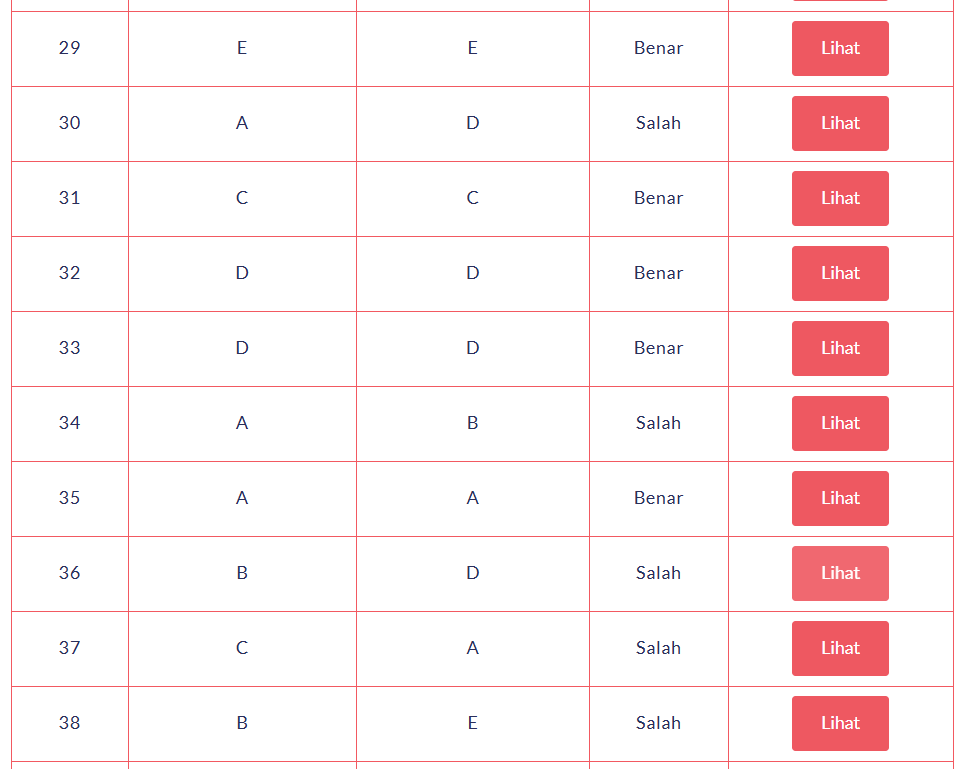 29 E E Benar Lihat
30 A D Salah Lihat
31 C C Benar Lihat
32 D D Benar Lihat
33 D D Benar Lihat
34 A B Salah Lihat
35 A A Benar Lihat
36 B D Salah Lihat
37 C A Salah Lihat
38 B E Salah Lihat